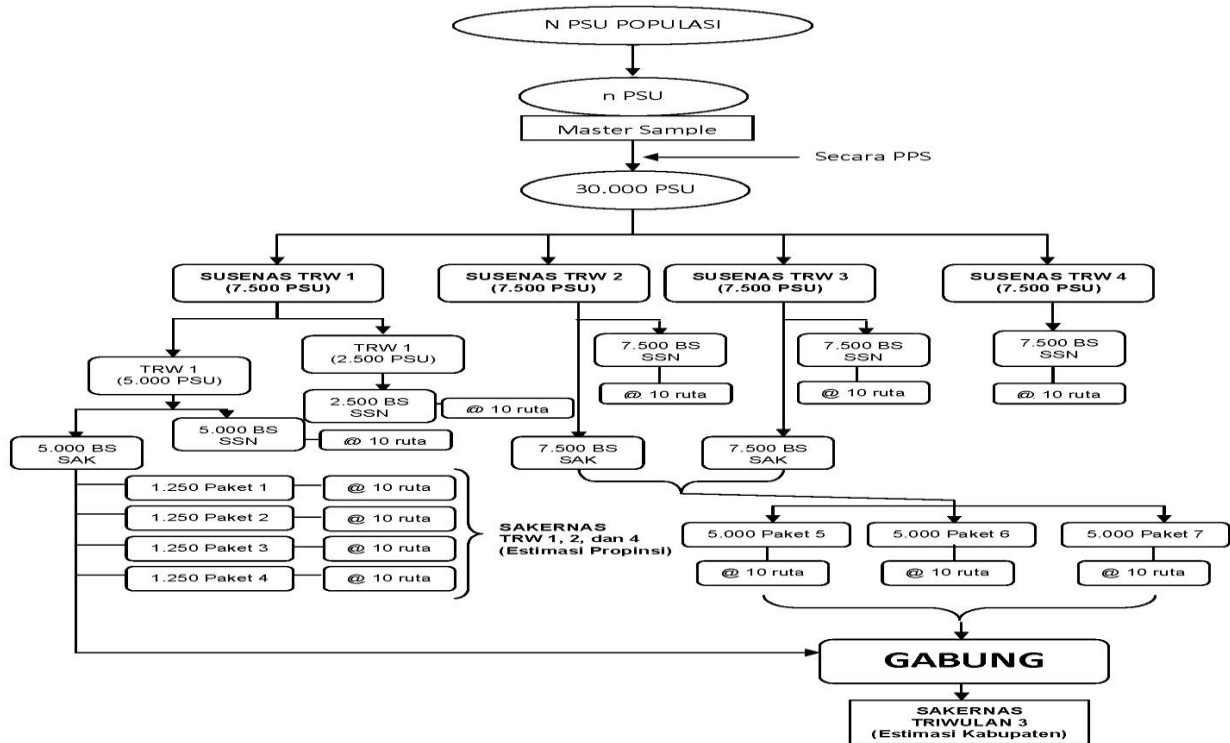 N PSU POPULASI
n PSU
Master Sample
Secara PPS
30.000 PSU
SUSENAS TRW 1
(7.500 PSU)
SUSENAS TRW 2
(7.500 PSU)
SUSENAS TRW 3
(7.500 PSU)
SUSENAS TRW 4
(7.500 PSU)
TRW 1
(5.000 PSU)
TRW 1
(2.500 PSU)
7.500 BS
SSN
@ 10 ruta
7.500 BS
SSN
@ 10 ruta
7.500 BS
SSN
@ 10 ruta
2.500 BS
SSN
@ 10 ruta
5.000 BS
SSN
@ 10 ruta
5.000 BS
SAK
7.500 BS
SAK
7.500 BS
SAK
1.250 Paket 1
@ 10 ruta
1.250 Paket 2
@ 10 ruta
1.250 Paket 3
@ 10 ruta
1.250 Paket 4
@ 10 ruta
SAKERNAS
TRW 1, 2, dan 4
(Estimasi Propinsi)
5.000 Paket 5
@ 10 ruta
5.000 Paket 6
@ 10 ruta
5.000 Paket 7
@ 10 ruta
GABUNG
SAKERNAS
TRIWULAN 3
(Estimasi Kabupaten)